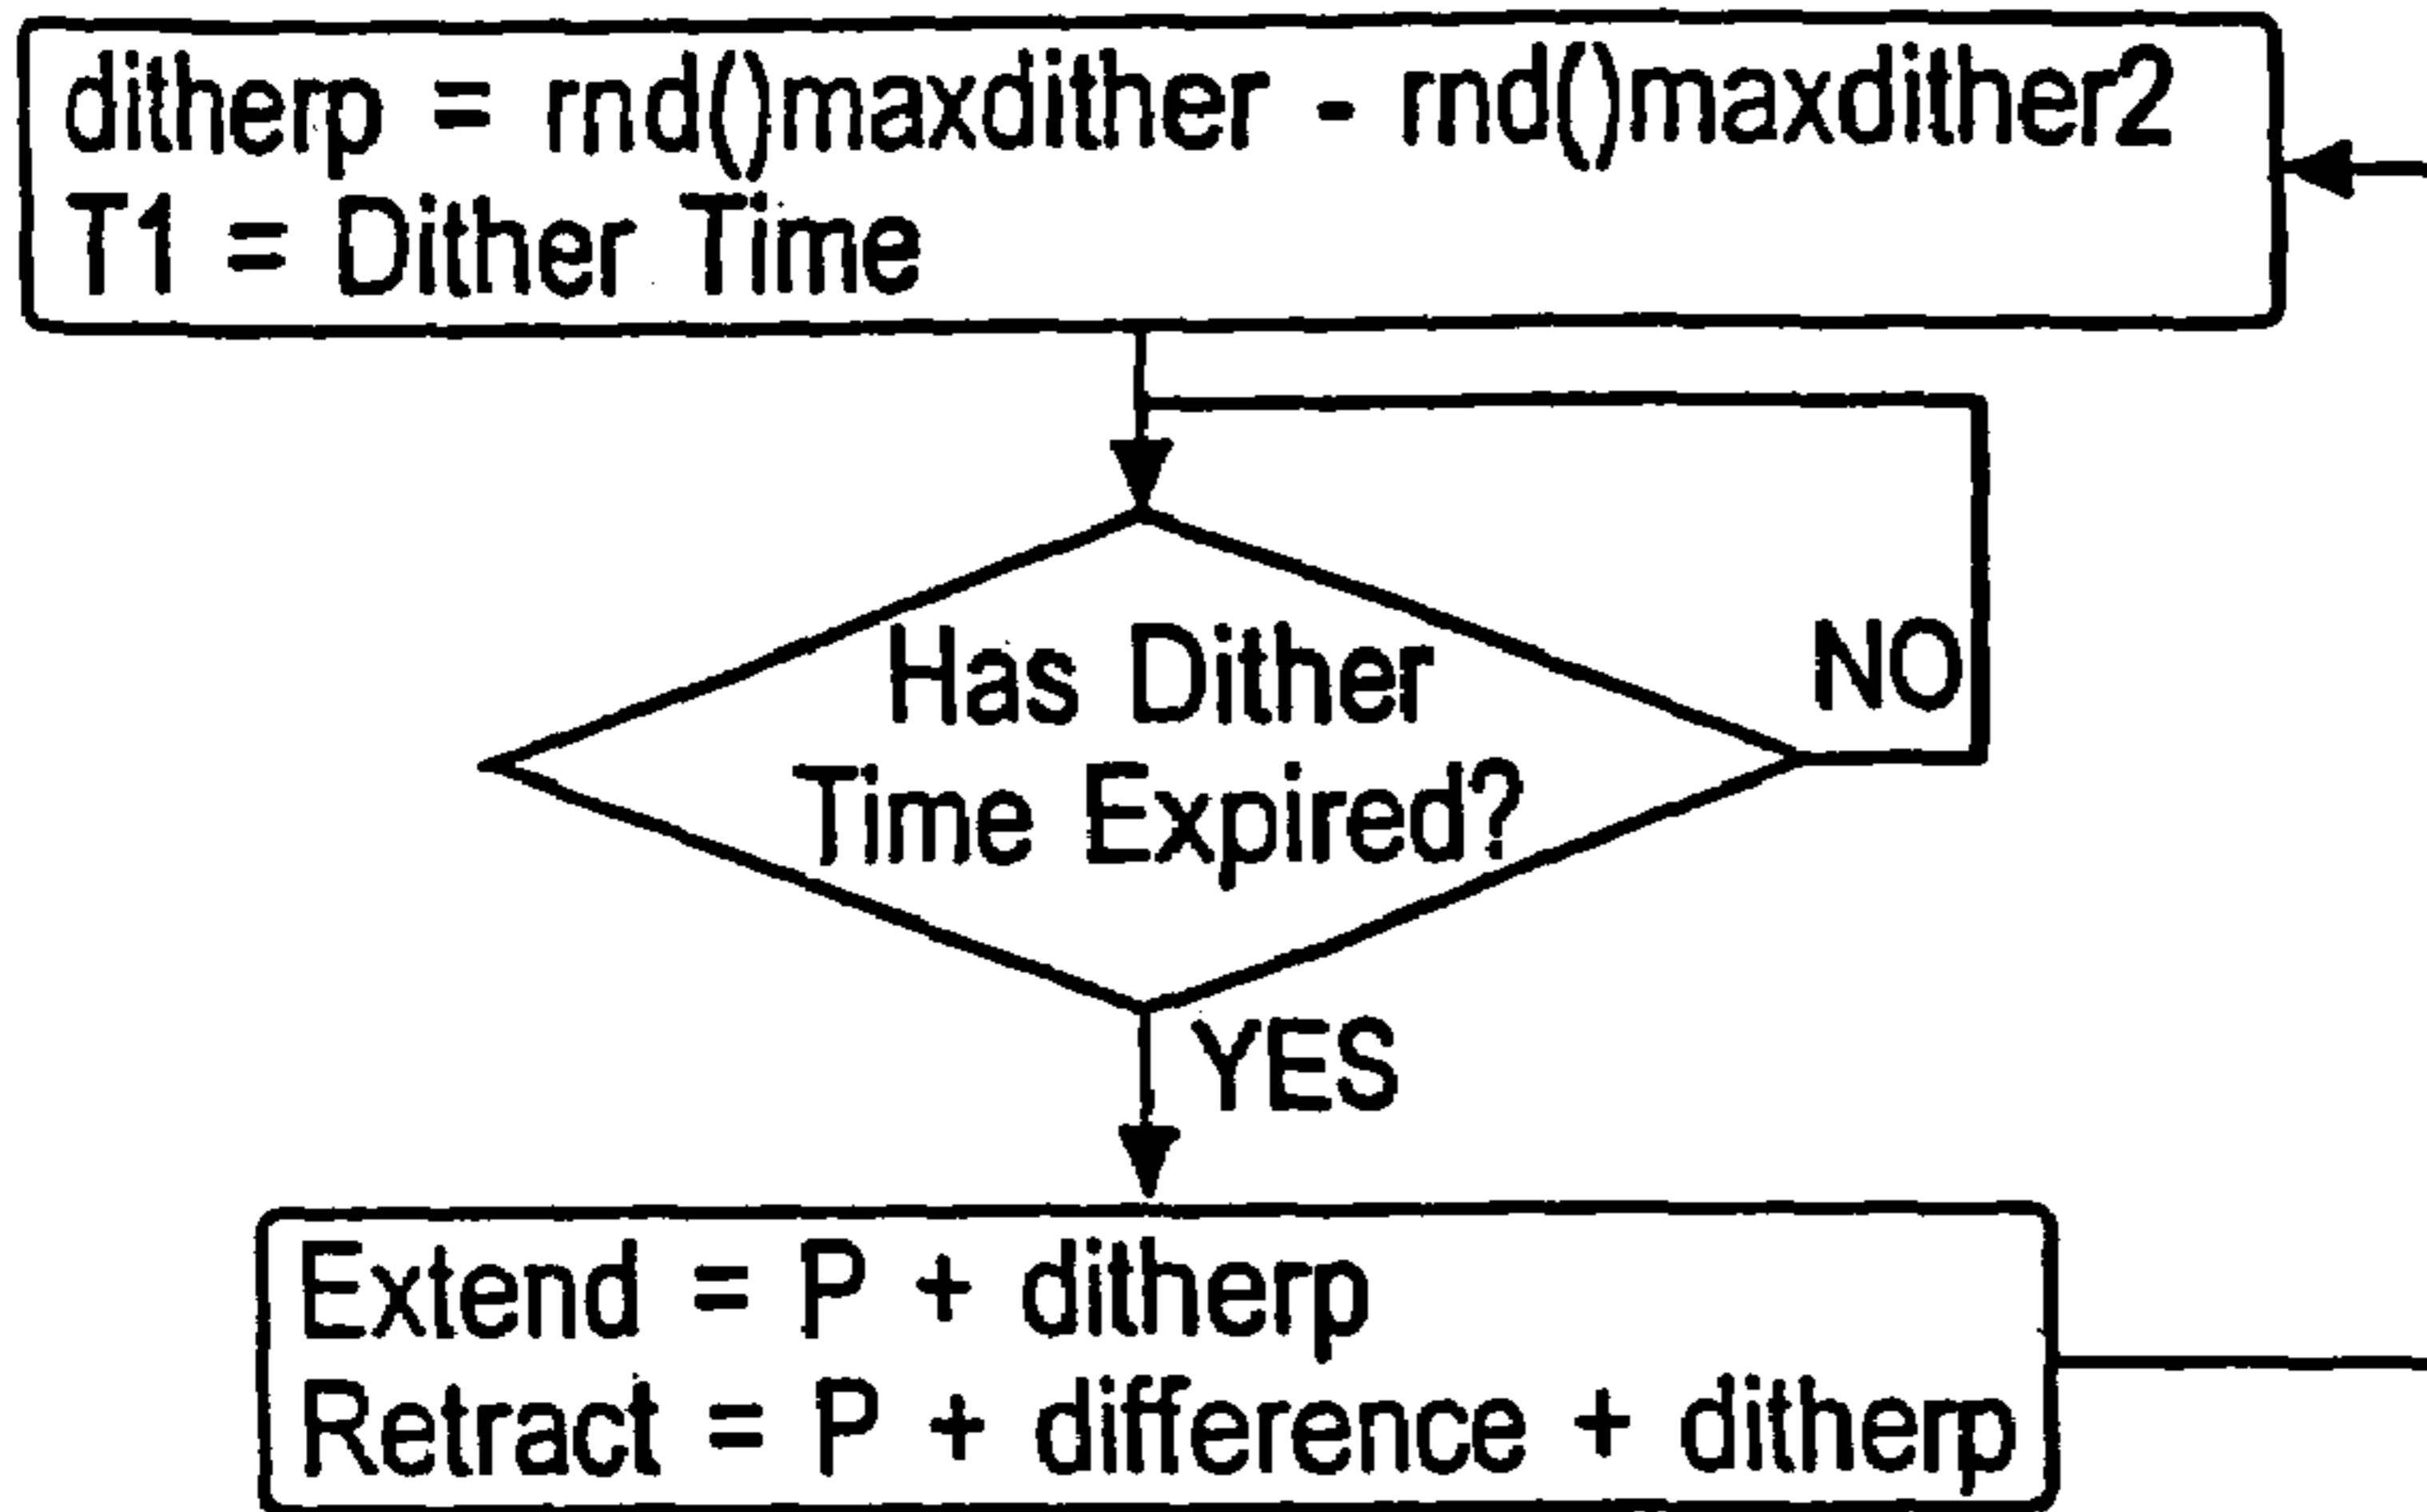 ditherp = rnd()maxdither - rnd()maxdither2
T1 = Dither Time
Has Dither
Time Expired?
NO
YES
Extend = P + ditherp
Retract = P + difference + ditherp